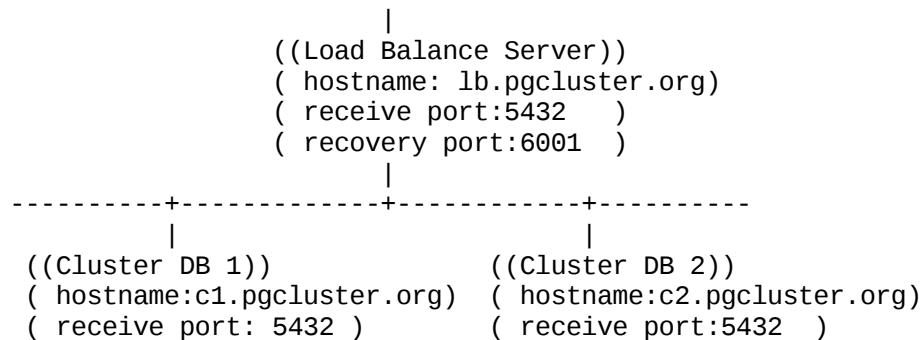 |
((Load Balance Server))
( hostname: lb.pgcluster.org)
( receive port:5432     )
( recovery port:6001  )
|
----------+-------------+------------+----------
|                                   |
((Cluster DB 1))               ((Cluster DB 2))
( hostname:c1.pgcluster.org)  ( hostname:c2.pgcluster.org)
( receive port: 5432 )        ( receive port:5432   )